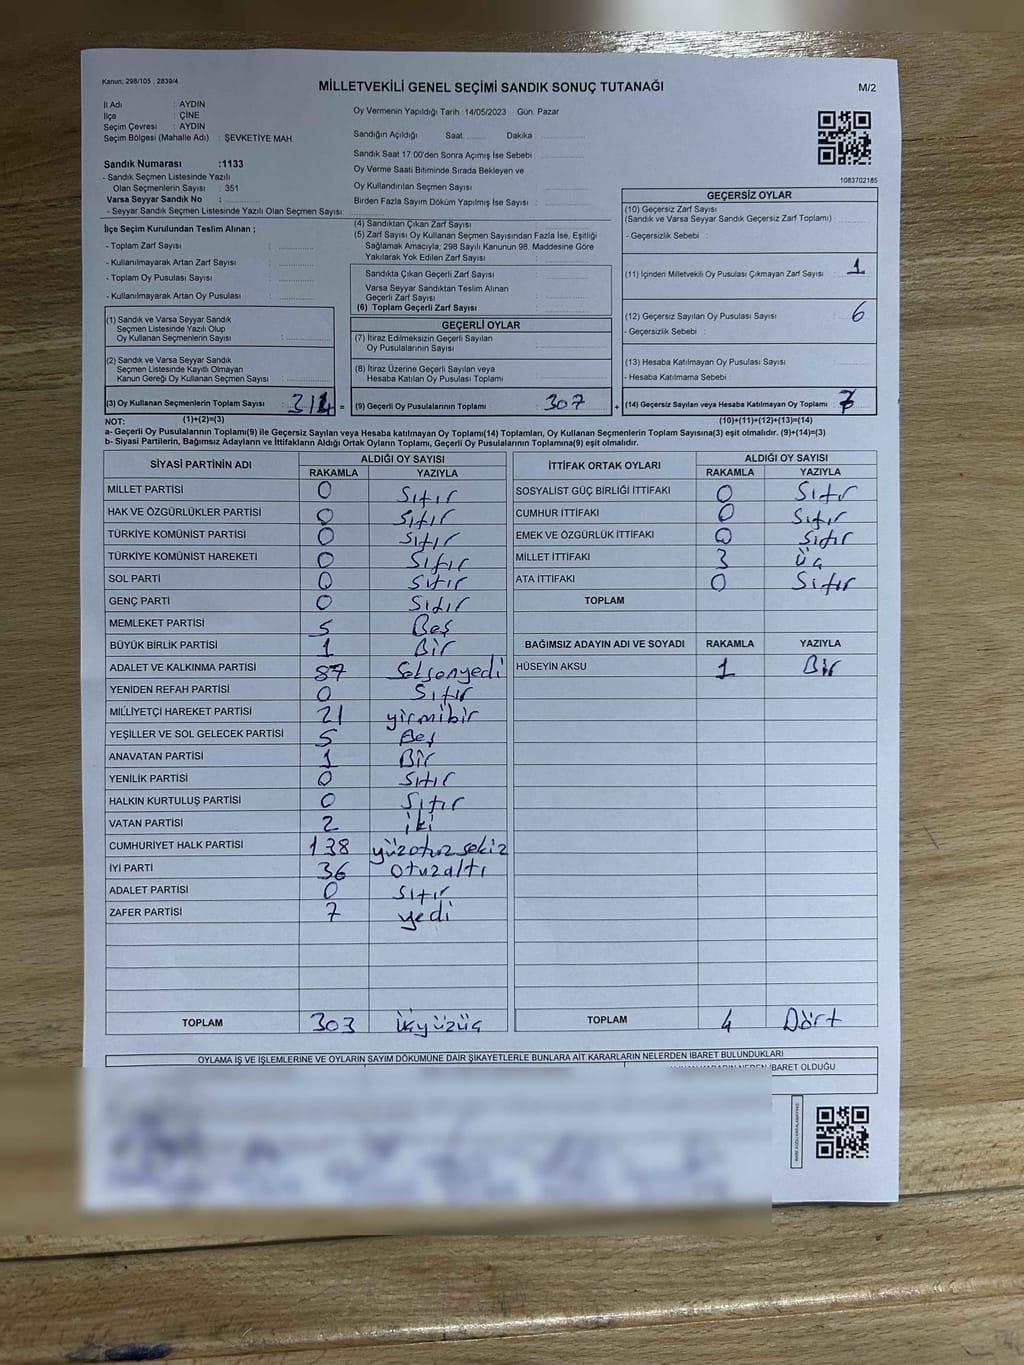 Kanun: 298/105 , 2839/4
MİLLETVEKİLİ GENEL SEÇİMİ SANDIK SONUÇ TUTANAĞI
M/2
İl Adı : AYDIN
İlçe : ÇİNE
Seçim Çevresi : AYDIN
Seçim Bölgesi (Mahalle Adı) : ŞEVKETİYE MAH.
Sandık Numarası :1133
- Sandık Seçmen Listesinde Yazılı
Olan Seçmenlerin Sayısı : 351
Varsa Seyyar Sandık No :
- Seyyar Sandık Seçmen Listesinde Yazılı Olan Seçmen Sayısı:
Oy Vermenin Yapıldığı Tarih :14/05/2023 Gün: Pazar
Sandığın Açıldığı Saat: Dakika :
Sandık Saat 17.00'den Sonra Açımış İse Sebebi :
Oy Verme Saati Bitiminde Sırada Bekleyen ve
Oy Kullandırılan Seçmen Sayısı :
Birden Fazla Sayım Döküm Yapılmış İse Sayısı :
1083702185
İlçe Seçim Kurulundan Teslim Alınan ;
- Toplam Zarf Sayısı :
- Kullanılmayarak Artan Zarf Sayısı :
- Toplam Oy Pusulası Sayısı :
- Kullanılmayarak Artan Oy Pusulası :
(4) Sandıktan Çıkan Zarf Sayısı :
(5) Zarf Sayısı Oy Kullanan Seçmen Sayısından Fazla İse, Eşitliği
Sağlamak Amacıyla; 298 Sayılı Kanunun 98. Maddesine Göre
Yakılarak Yok Edilen Zarf Sayısı :
Sandıkta Çıkan Geçerli Zarf Sayısı :
Varsa Seyyar Sandıktan Teslim Alınan
Geçerli Zarf Sayısı :
(6) Toplam Geçerli Zarf Sayısı :
GEÇERSİZ OYLAR
(10) Geçersiz Zarf Sayısı
(Sandık ve Varsa Seyyar Sandık Geçersiz Zarf Toplamı) :
- Geçersizlik Sebebi :
(11) İçinden Milletvekili Oy Pusulası Çıkmayan Zarf Sayısı : 1
(12) Geçersiz Sayılan Oy Pusulası Sayısı : 6
- Geçersizlik Sebebi :
(13) Hesaba Katılmayan Oy Pusulası Sayısı
- Hesaba Katılmama Sebebi
(1) Sandık ve Varsa Seyyar Sandık
Seçmen Listesinde Yazılı Olup
Oy Kullanan Seçmenlerin Sayısı :
(2) Sandık ve Varsa Seyyar Sandık
Seçmen Listesinde Kayıtlı Olmayan
Kanun Gereği Oy Kullanan Seçmen Sayısı :
GEÇERLİ OYLAR
(7) İtiraz Edilmeksizin Geçerli Sayılan
Oy Pusulalarının Sayısı :
(8) İtiraz Üzerine Geçerli Sayılan veya
Hesaba Katılan Oy Pusulası Toplamı :
(3) Oy Kullanan Seçmenlerin Toplam Sayısı : 314 = (9) Geçerli Oy Pusulalarının Toplamı : 307 + (14) Geçersiz Sayılan veya Hesaba Katılmayan Oy Toplamı : 7
NOT: (1)+(2)=(3) (10)+(11)+(12)+(13)=(14)
a- Geçerli Oy Pusulalarının Toplamı(9) ile Geçersiz Sayılan veya Hesaba katılmayan Oy Toplamı(14) Toplamları, Oy Kullanan Seçmenlerin Toplam Sayısına(3) eşit olmalıdır. (9)+(14)=(3)
b- Siyasi Partilerin, Bağımsız Adayların ve İttifakların Aldığı Ortak Oyların Toplamı, Geçerli Oy Pusulalarının Toplamına(9) eşit olmalıdır.
SİYASİ PARTİNİN ADI ALDIĞI OY SAYISI
RAKAMLA YAZIYLA
MİLLET PARTİSİ 0 Sıfır
HAK VE ÖZGÜRLÜKLER PARTİSİ 0 Sıfır
TÜRKİYE KOMÜNİST PARTİSİ 0 Sıfır
TÜRKİYE KOMÜNİST HAREKETİ 0 Sıfır
SOL PARTİ 0 Sıfır
GENÇ PARTİ 0 Sıfır
MEMLEKET PARTİSİ 5 Beş
BÜYÜK BİRLİK PARTİSİ 1 Bir
ADALET VE KALKINMA PARTİSİ 87 Seksenyedi
YENİDEN REFAH PARTİSİ 0 Sıfır
MİLLİYETÇİ HAREKET PARTİSİ 21 yirmibir
YEŞİLLER VE SOL GELECEK PARTİSİ 5 Beş
ANAVATAN PARTİSİ 1 Bir
YENİLİK PARTİSİ 0 Sıfır
HALKIN KURTULUŞ PARTİSİ 0 Sıfır
VATAN PARTİSİ 2 iki
CUMHURİYET HALK PARTİSİ 138 yüzotuzsekiz
İYİ PARTİ 36 otuzaltı
ADALET PARTİSİ 0 Sıfır
ZAFER PARTİSİ 7 yedi
TOPLAM 303 üçyüzüç
İTTİFAK ORTAK OYLARI ALDIĞI OY SAYISI
RAKAMLA YAZIYLA
SOSYALİST GÜÇ BİRLİĞİ İTTİFAKI 0 Sıfır
CUMHUR İTTİFAKI 0 Sıfır
EMEK VE ÖZGÜRLÜK İTTİFAKI 0 Sıfır
MİLLET İTTİFAKI 3 üç
ATA İTTİFAKI 0 Sıfır
TOPLAM
BAĞIMSIZ ADAYIN ADI VE SOYADI RAKAMLA YAZIYLA
HÜSEYİN AKSU 1 Bir
TOPLAM 4 Dört
OYLAMA İŞ VE İŞLEMLERİNE VE OYLARIN SAYIM DÖKÜMÜNE DAİR ŞİKAYETLERLE BUNLARA AİT KARARLARIN NELERDEN İBARET BULUNDUKLARI
İBARET OLDUĞU